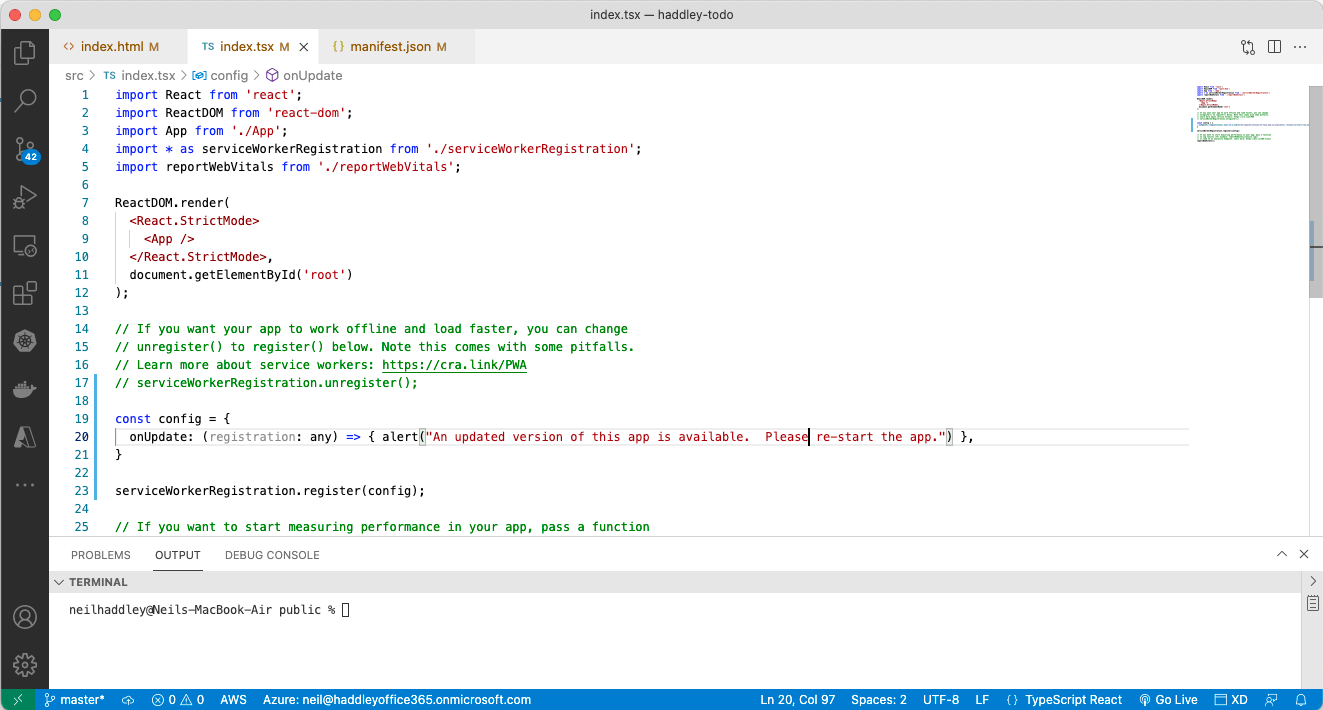 index.tsx — haddley-todo
index.html M
TS index.tsx M
{} manifest.json M
src > TS index.tsx > config > onUpdate
1 import React from 'react';
2 import ReactDOM from 'react-dom';
3 import App from './App';
4 import * as serviceWorkerRegistration from './serviceWorkerRegistration';
5 import reportWebVitals from './reportWebVitals';
6
7 ReactDOM.render(
8 <React.StrictMode>
9 <App />
10 </React.StrictMode>,
11 document.getElementById('root')
12 );
13
14 // If you want your app to work offline and load faster, you can change
15 // unregister() to register() below. Note this comes with some pitfalls.
16 // Learn more about service workers: https://cra.link/PWA
17 // serviceWorkerRegistration.unregister();
18
19 const config = {
20 onUpdate: (registration: any) => { alert("An updated version of this app is available.  Please re-start the app.") },
21 }
22
23 serviceWorkerRegistration.register(config);
24
25 // If you want to start measuring performance in your app, pass a function
42
PROBLEMS OUTPUT DEBUG CONSOLE
TERMINAL
neilhaddley@Neils-MacBook-Air public %
master* 0 0 AWS Azure: neil@haddleyoffice365.onmicrosoft.com Ln 20, Col 97 Spaces: 2 UTF-8 LF {} TypeScript React Go Live XD